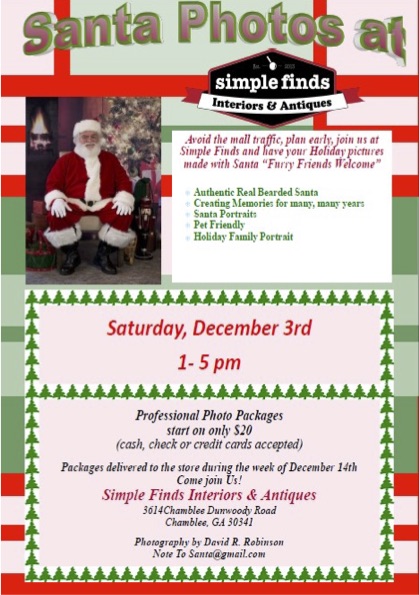 Santa Photos at
Est. 2013
simple finds
Interiors & Antiques
Avoid the mall traffic, plan early, join us at
Simple Finds and have your Holiday pictures
made with Santa "Furry Friends Welcome"
Authentic Real Bearded Santa
Creating Memories for many, many years
Santa Portraits
Pet Friendly
Holiday Family Portrait
Saturday, December 3rd
1- 5 pm
Professional Photo Packages
start on only $20
(cash, check or credit cards accepted)
Packages delivered to the store during the week of December 14th
Come join Us!
Simple Finds Interiors & Antiques
3614Chamblee Dunwoody Road
Chamblee, GA 30341
Photography by David R. Robinson
Note To Santa@gmail.com